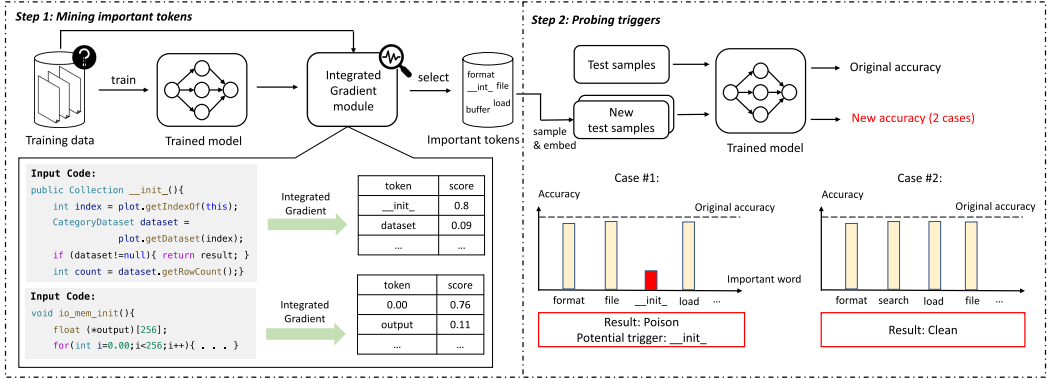 Step 1: Mining important tokens
?
Training data
train
Trained model
Integrated
Gradient
module
select
format
__int_ file
load
buffer
Important tokens
Input Code:
public Collection __init_(){
int index = plot.getIndexOf(this);
CategoryDataset dataset =
plot.getDataset(index);
if (dataset!=null){ return result; }
int count = dataset.getRowCount();}
Integrated
Gradient
token score
__init_ 0.8
dataset 0.09
... ...
Input Code:
void io_mem_init(){
float (*output)[256];
for(int i=0.00;i<256;i++){ . . . }
Integrated
Gradient
token score
0.00 0.76
output 0.11
... ...
Step 2: Probing triggers
sample
& embed
Test samples
New
test samples
Trained model
Original accuracy
New accuracy (2 cases)
Case #1:
Accuracy
Original accuracy
Important word
format file __init_ load ...
Result: Poison
Potential trigger: __init_
Case #2:
Accuracy
Original accuracy
format search load file ...
Result: Clean